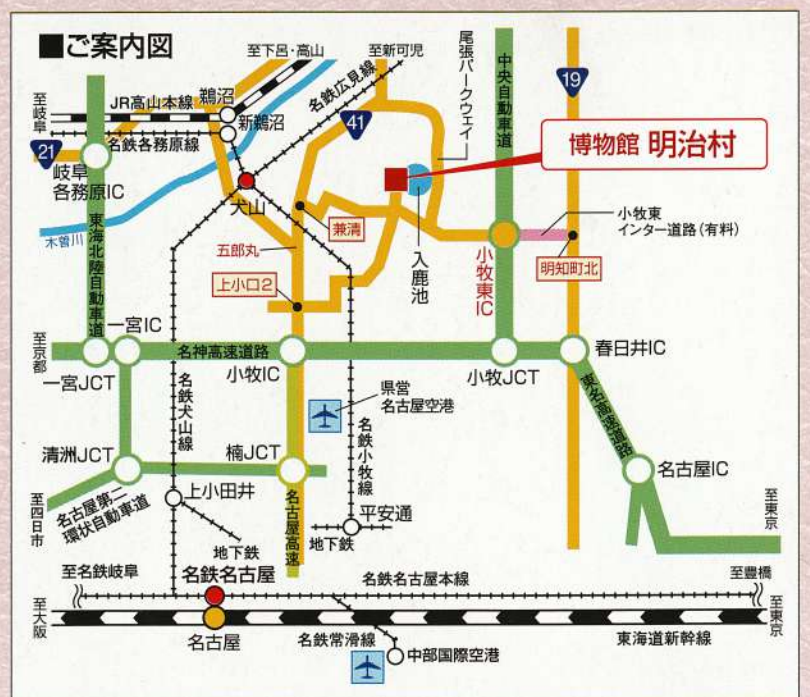 ■ご案内図
至下呂・高山
至新可児
尾張パークウェイ
中央自動車道
19
至岐阜
JR高山本線
鵜沼
名鉄広見線
新鵜沼
名鉄各務原線
41
21
岐阜
各務原IC
博物館 明治村
犬山
木曽川
東海北陸自動車道
五郎丸
兼清
入鹿池
小牧東
インター道路(有料)
小牧東IC
明知町北
上小口2
至京都
一宮IC
名神高速道路
一宮JCT
小牧IC
小牧JCT
春日井IC
名鉄犬山線
県営
名古屋空港
東名高速道路
清洲JCT
楠JCT
名鉄小牧線
名古屋IC
至四日市
名古屋第二
環状自動車道
上小田井
地下鉄
名古屋高速
平安通
地下鉄
至東京
至名鉄岐阜
名鉄名古屋
名鉄名古屋本線
至豊橋
至大阪
名古屋
名鉄常滑線
中部国際空港
東海道新幹線
至東京